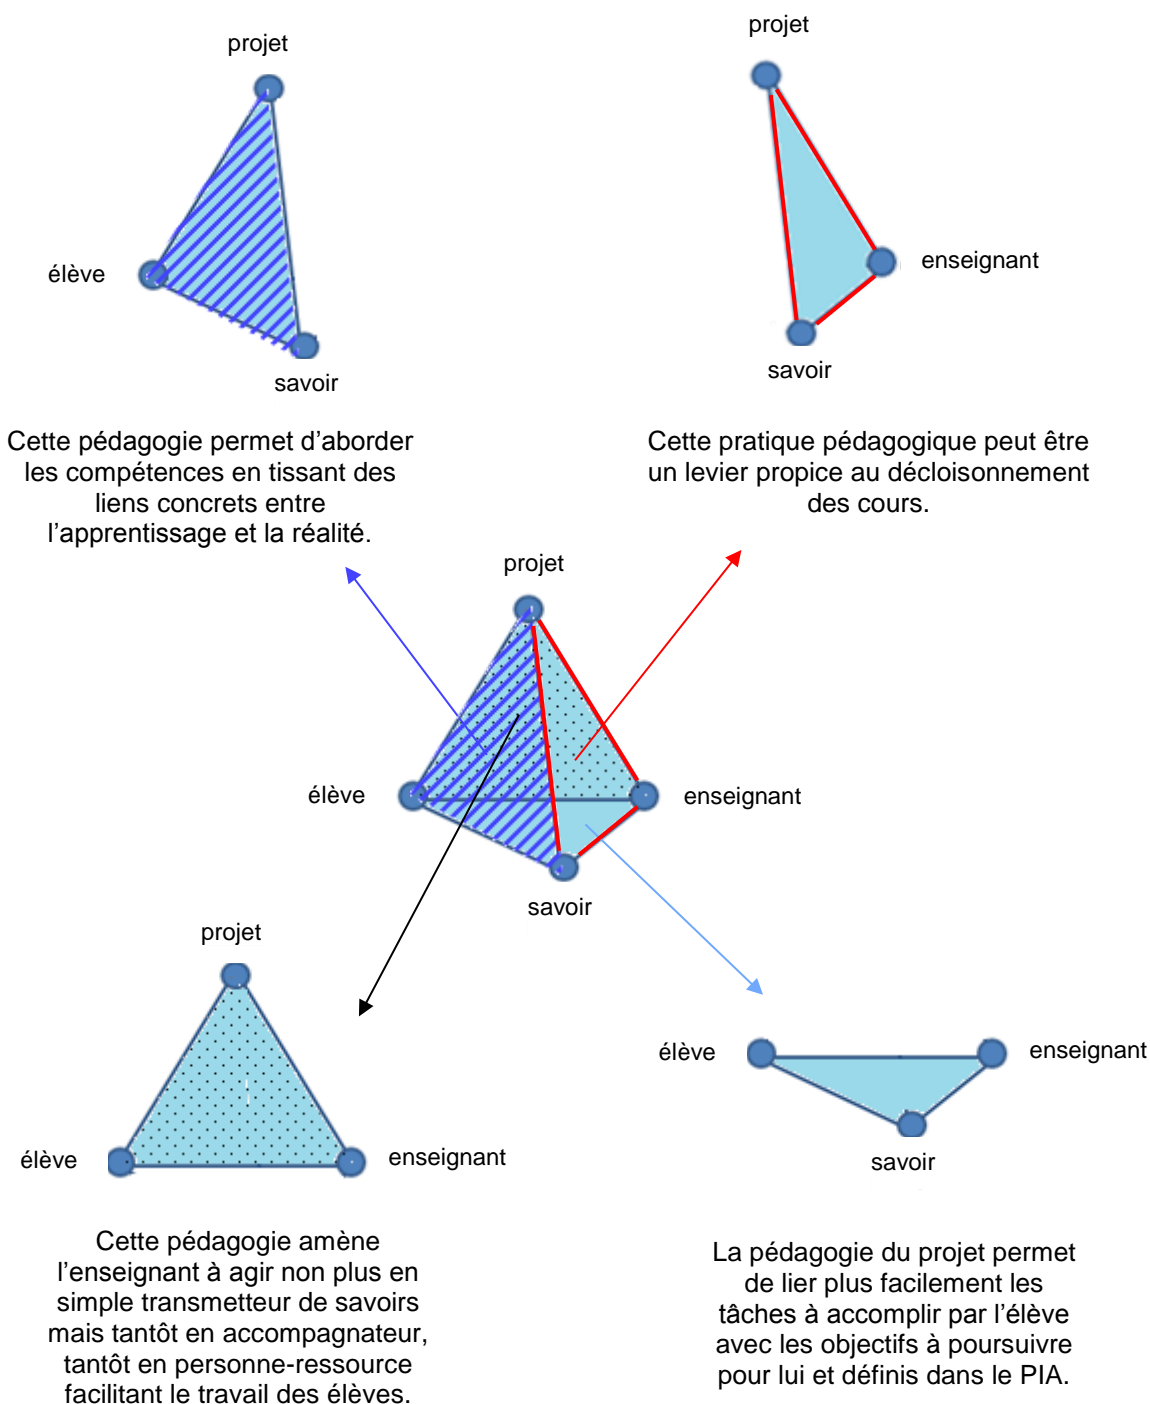 projet
élève
savoir
Cette pédagogie permet d’aborder
les compétences en tissant des
liens concrets entre
l’apprentissage et la réalité.
projet
enseignant
savoir
Cette pratique pédagogique peut être
un levier propice au décloisonnement
des cours.
projet
élève
enseignant
savoir
projet
élève
enseignant
Cette pédagogie amène
l’enseignant à agir non plus en
simple transmetteur de savoirs
mais tantôt en accompagnateur,
tantôt en personne-ressource
facilitant le travail des élèves.
élève
enseignant
savoir
La pédagogie du projet permet
de lier plus facilement les
tâches à accomplir par l’élève
avec les objectifs à poursuivre
pour lui et définis dans le PIA.